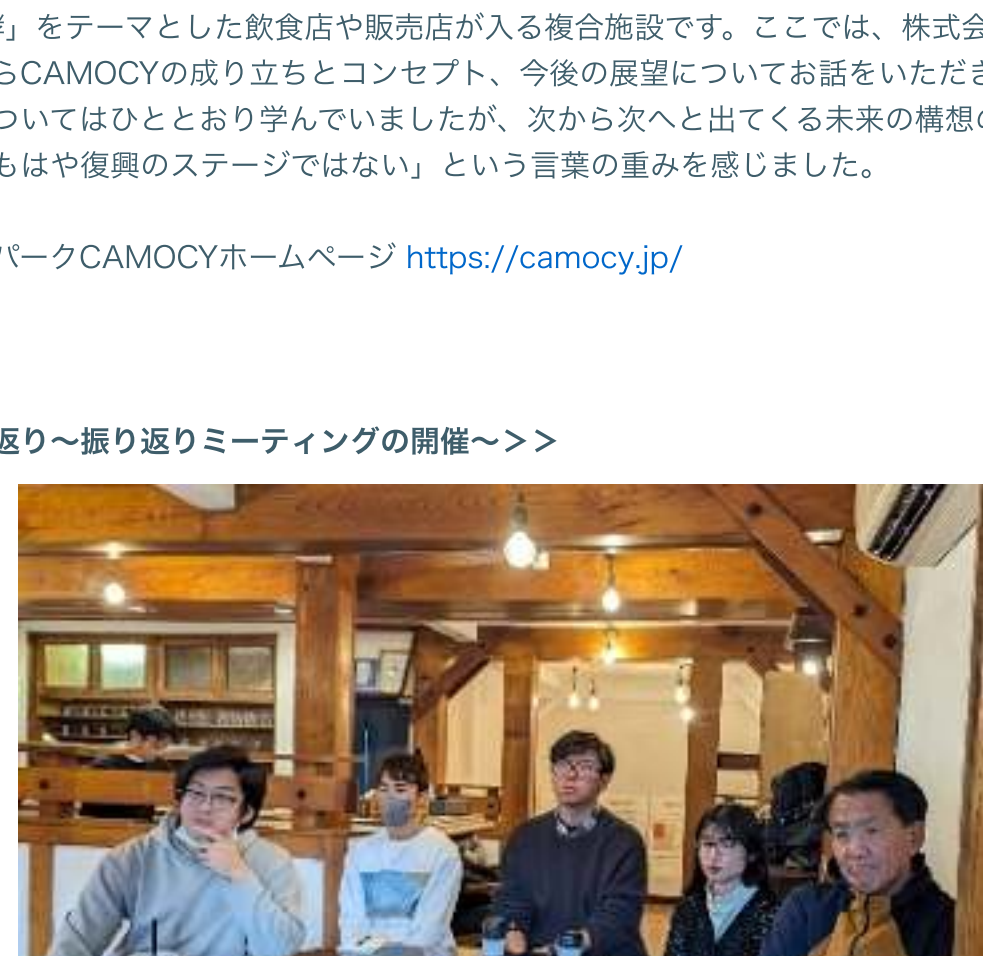 」をテーマとした飲食店や販売店が入る複合施設です。ここでは、株式会
らCAMOCYの成り立ちとコンセプト、今後の展望についてお話をいただき
ついてはひととおり学んでいましたが、次から次へと出てくる未来の構想の
もはや復興のステージではない」という言葉の重みを感じました。
パークCAMOCYホームページ https://camocy.jp/
返り〜振り返りミーティングの開催〜＞＞